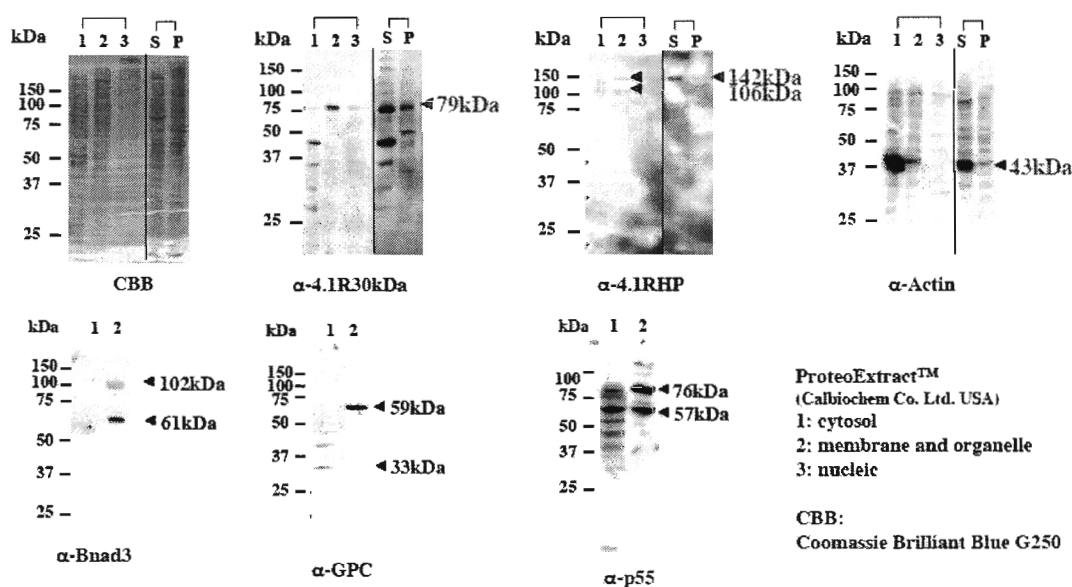 kDa
1 2 3 S P
150
100
75
50
37
25
CBB
kDa
1 2 3 S P
150
100
75
50
37
25
79kDa
α-4.1R30kDa
kDa
1 2 3 S P
150
100
75
50
37
25
142kDa
106kDa
α-4.1RHP
kDa
1 2 3 S P
150
100
75
50
37
25
43kDa
α-Actin
kDa 1 2
150
100
75
50
37
25
102kDa
61kDa
α-Bnad3
kDa
1 2
150
100
75
50
37
25
59kDa
33kDa
α-GPC
kDa
1 2
100
75
50
37
25
76kDa
57kDa
α-p55
ProteoExtract™
(Calbiochem Co. Ltd. USA)
1: cytosol
2: membrane and organelle
3: nucleic
CBB:
Coomassie Brilliant Blue G250